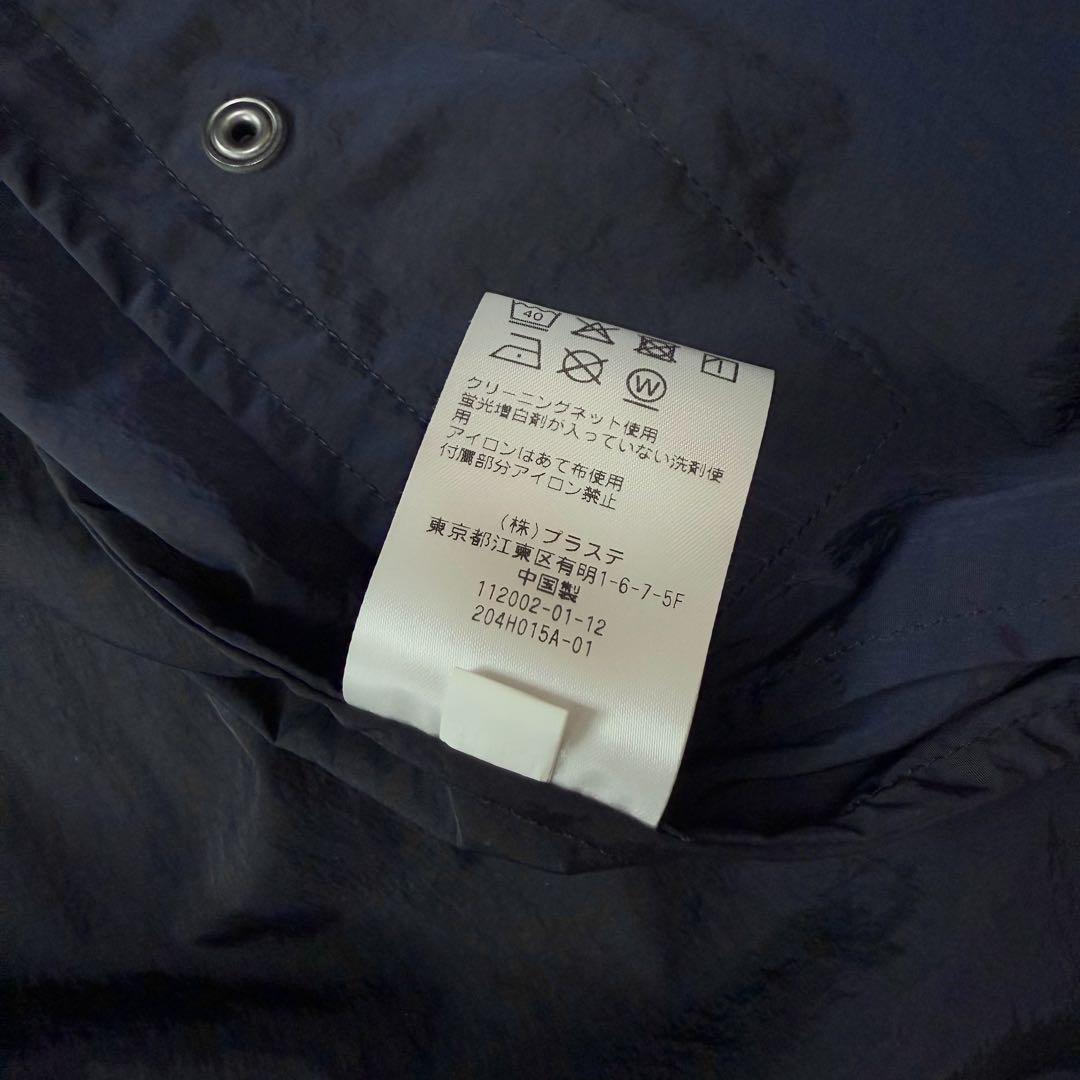 40
W
クリーニングネット使用
蛍光増白剤が入っていない洗剤使
用
アイロンはあて布使用
付属部分アイロン禁止
(株)プラステ
東京都江東区有明1-6-7-5F
中国製
112002-01-12
204H015A-01